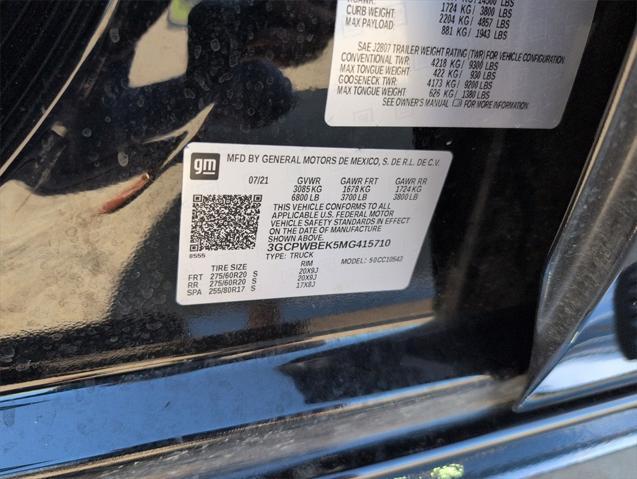 CURB WEIGHT: 1724 KG / 3800 LBS
MAX PAYLOAD: 2204 KG / 4857 LBS
881 KG / 1943 LBS
SAE J2807 TRAILER WEIGHT RATING (TWR) FOR VEHICLE CONFIGURATION
CONVENTIONAL TWR: 4218 KG / 9300 LBS
MAX TONGUE WEIGHT: 422 KG / 930 LBS
GOOSENECK TWR: 4173 KG / 9200 LBS
MAX TONGUE WEIGHT: 626 KG / 1380 LBS
SEE OWNER'S MANUAL FOR MORE INFORMATION
gm MFD BY GENERAL MOTORS DE MEXICO, S. DE R.L. DE C.V.
07/21 GVWR GAWR FRT GAWR RR
3085 KG 1678 KG 1724 KG
6800 LB 3700 LB 3800 LB
THIS VEHICLE CONFORMS TO ALL
APPLICABLE U.S. FEDERAL MOTOR
VEHICLE SAFETY STANDARDS IN EFFECT
ON THE DATE OF MANUFACTURE SHOWN ABOVE
3GCPWBEK5MG415710
TYPE: TRUCK MODEL: 50CC10543
TIRE SIZE RIM
FRT 275/60R20 S 20X9J
RR 275/60R20 S 20X9J
SPA 255/80R17 S 17X8J